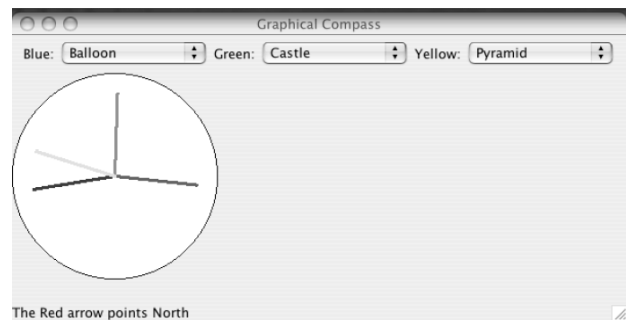 Graphical Compass
Blue: Balloon Green: Castle Yellow: Pyramid
The Red arrow points North